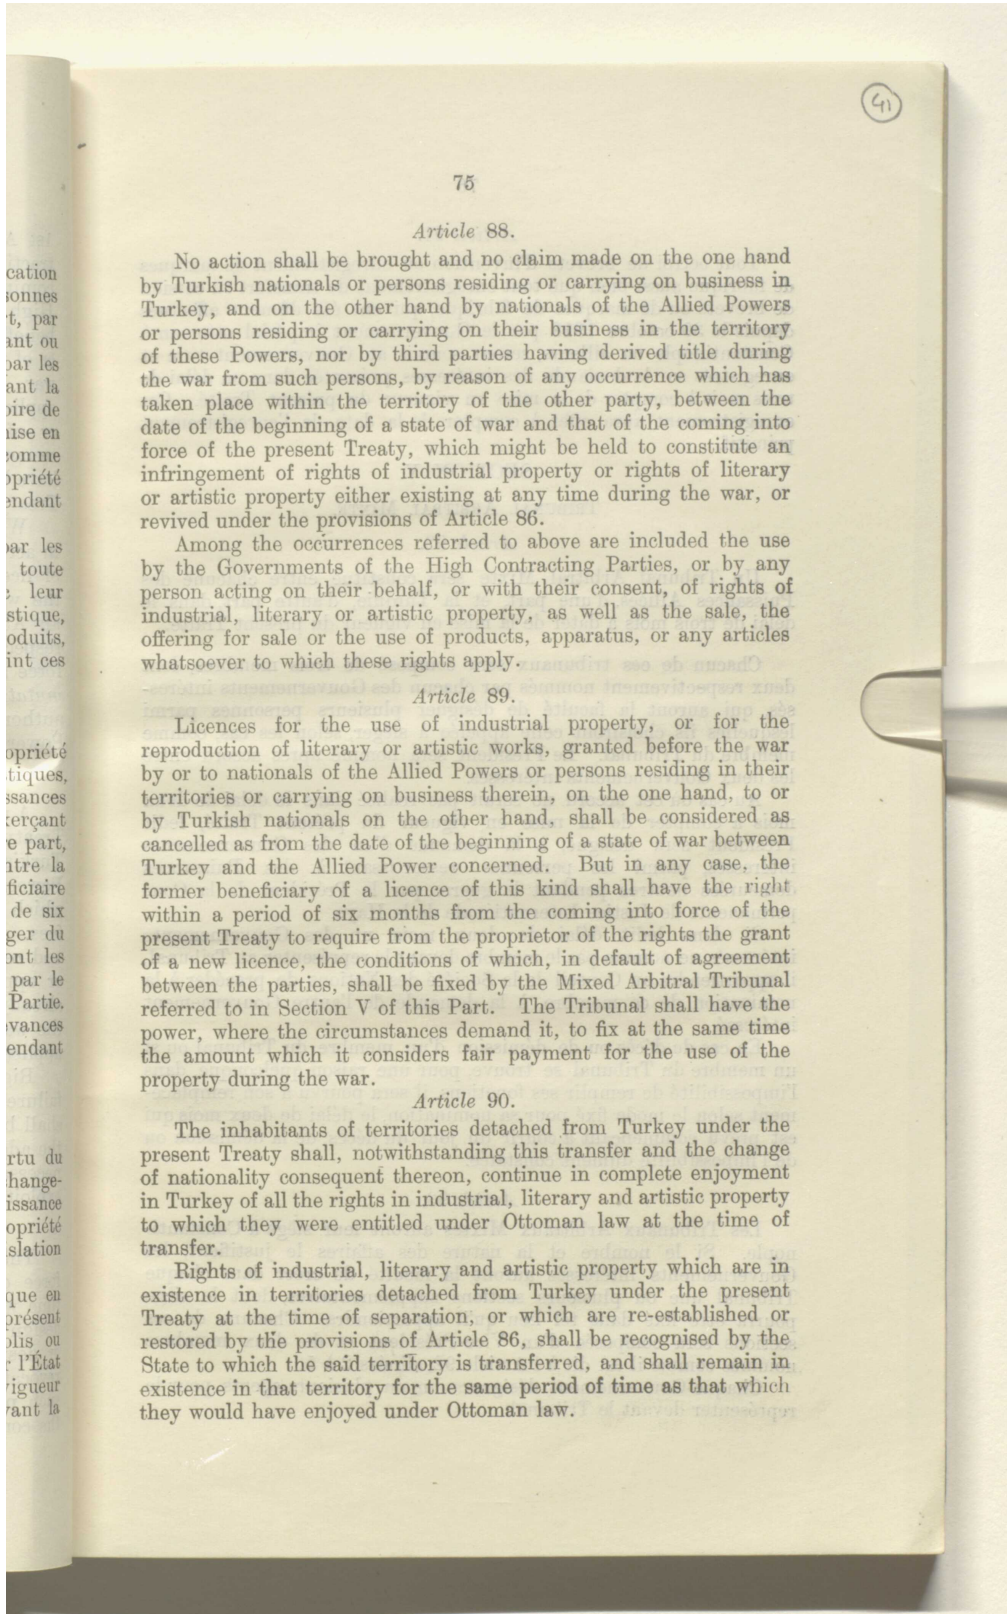 41
75
Article 88.
No action shall be brought and no claim made on the one hand
by Turkish nationals or persons residing or carrying on business in
Turkey, and on the other hand by nationals of the Allied Powers
or persons residing or carrying on their business in the territory
of these Powers, nor by third parties having derived title during
the war from such persons, by reason of any occurrence which has
taken place within the territory of the other party, between the
date of the beginning of a state of war and that of the coming into
force of the present Treaty, which might be held to constitute an
infringement of rights of industrial property or rights of literary
or artistic property either existing at any time during the war, or
revived under the provisions of Article 86.
Among the occurrences referred to above are included the use
by the Governments of the High Contracting Parties, or by any
person acting on their behalf, or with their consent, of rights of
industrial, literary or artistic property, as well as the sale, the
offering for sale or the use of products, apparatus, or any articles
whatsoever to which these rights apply.
Article 89.
Licences for the use of industrial property, or for the
reproduction of literary or artistic works, granted before the war
by or to nationals of the Allied Powers or persons residing in their
territories or carrying on business therein, on the one hand, to or
by Turkish nationals on the other hand, shall be considered as
cancelled as from the date of the beginning of a state of war between
Turkey and the Allied Power concerned. But in any case, the
former beneficiary of a licence of this kind shall have the right
within a period of six months from the coming into force of the
present Treaty to require from the proprietor of the rights the grant
of a new licence, the conditions of which, in default of agreement
between the parties, shall be fixed by the Mixed Arbitral Tribunal
referred to in Section V of this Part. The Tribunal shall have the
power, where the circumstances demand it, to fix at the same time
the amount which it considers fair payment for the use of the
property during the war.
Article 90.
The inhabitants of territories detached from Turkey under the
present Treaty shall, notwithstanding this transfer and the change
of nationality consequent thereon, continue in complete enjoyment
in Turkey of all the rights in industrial, literary and artistic property
to which they were entitled under Ottoman law at the time of
transfer.
Rights of industrial, literary and artistic property which are in
existence in territories detached from Turkey under the present
Treaty at the time of separation, or which are re-established or
restored by the provisions of Article 86, shall be recognised by the
State to which the said territory is transferred, and shall remain in
existence in that territory for the same period of time as that which
they would have enjoyed under Ottoman law.